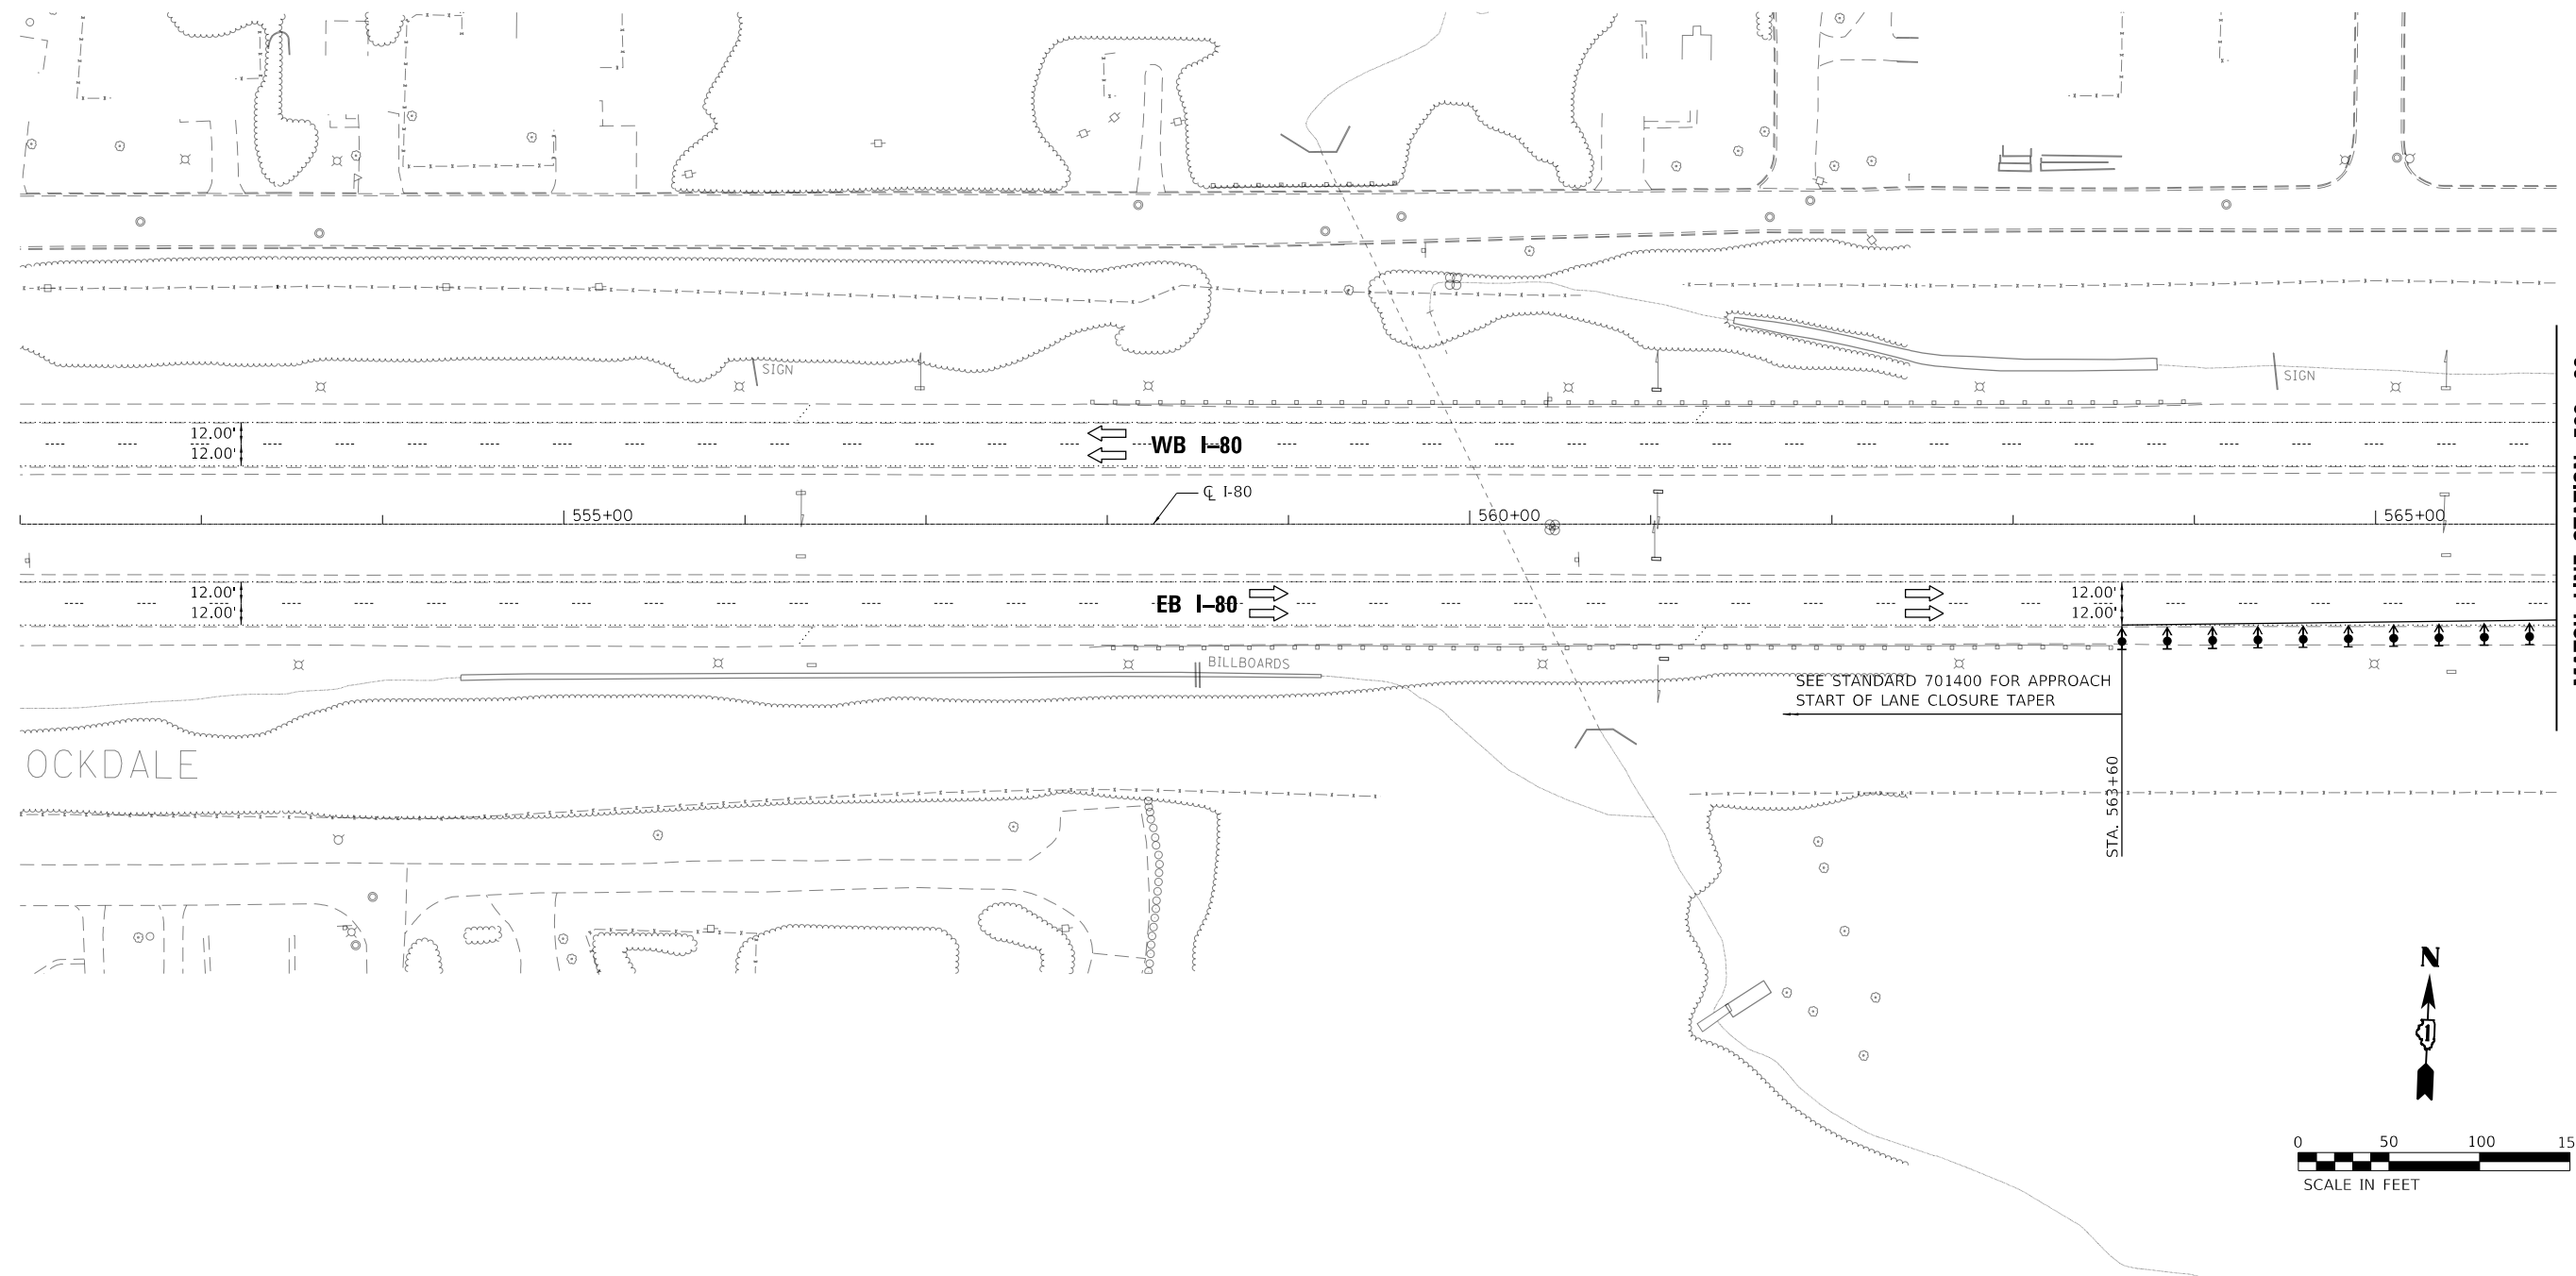 SIGN
SIGN
12.00'
12.00'
WB I–80
℄ I-80
555+00
560+00
565+00
12.00'
12.00'
EB I–80
12.00'
12.00'
BILLBOARDS
SEE STANDARD 701400 FOR APPROACH
START OF LANE CLOSURE TAPER
OCKDALE
STA. 563+60
N
1
0 50 100 15
SCALE IN FEET